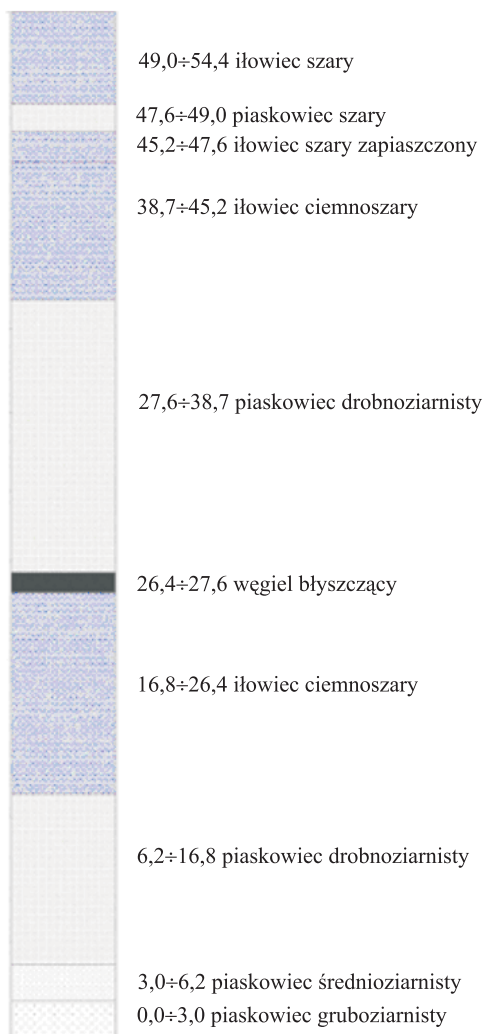 49,0÷54,4 iłowiec szary
47,6÷49,0 piaskowiec szary
45,2÷47,6 iłowiec szary zapiaszczony
38,7÷45,2 iłowiec ciemnoszary
27,6÷38,7 piaskowiec drobnoziarnisty
26,4÷27,6 węgiel błyszczący
16,8÷26,4 iłowiec ciemnoszary
6,2÷16,8 piaskowiec drobnoziarnisty
3,0÷6,2 piaskowiec średnioziarnisty
0,0÷3,0 piaskowiec gruboziarnisty